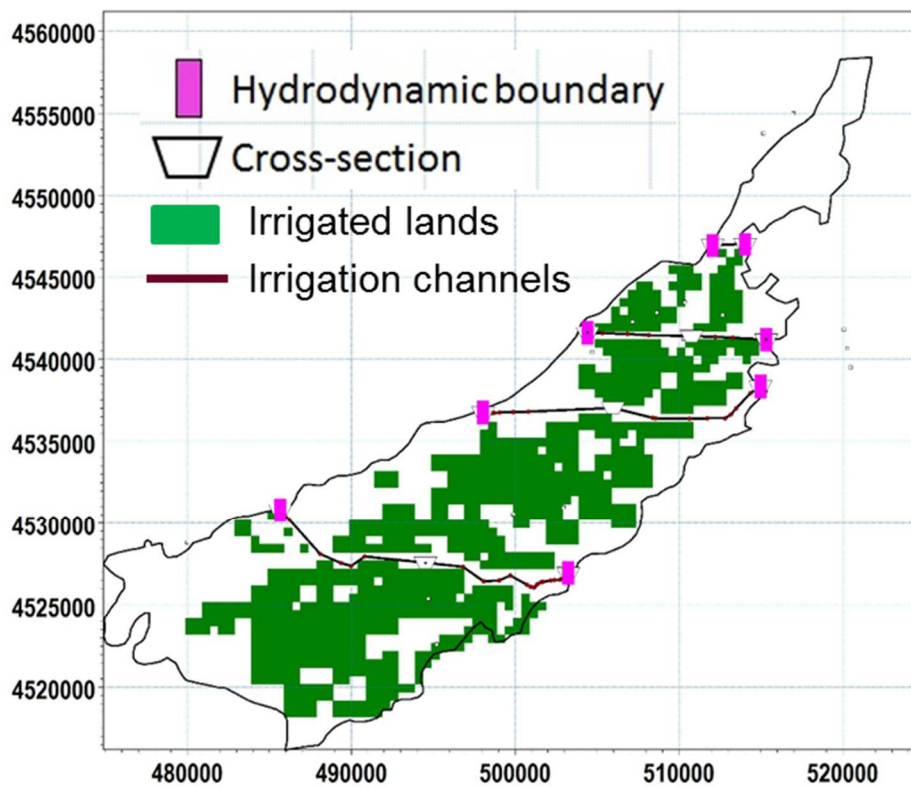 4560000
Hydrodynamic boundary
4555000
Cross-section
4550000
Irrigated lands
4545000
Irrigation channels
4540000
4535000
4530000
4525000
4520000
480000 490000 500000 510000 520000